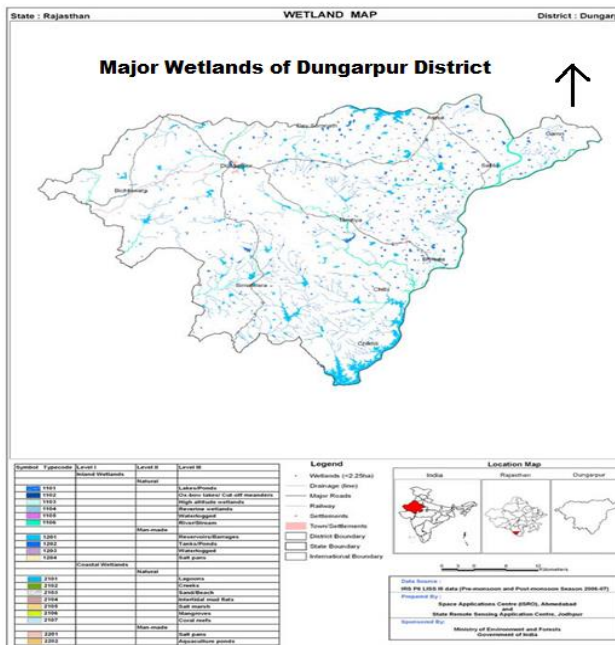 State : Rajasthan
WETLAND MAP
District : Dungarp
Major Wetlands of Dungarpur District
Aspur
Sabla
Bichhiwara
Simalwara
Chikhli
Symbol Typecode Level I Level II Level III
Inland Wetlands
Natural
1101 Lakes/Ponds
1102 Ox-bow lakes/ Cut-off meanders
1103 High altitude wetlands
1104 Reverine wetlands
1105 Waterlogged
1106 River/Stream
Man-made
1201 Reservoirs/Barrages
1202 Tanks/Ponds
1203 Waterlogged
1204 Salt pans
Coastal Wetlands
Natural
2101 Lagoons
2102 Creeks
2103 Sand/Beach
2104 Intertidal mud flats
2105 Salt marsh
2106 Mangroves
2107 Coral reefs
Man-made
2201 Salt pans
2202 Aquaculture ponds
Legend
Wetlands (<2.25ha)
Drainage (line)
Major Roads
Railway
Settlements
Town/Settlements
District Boundary
State Boundary
International Boundary
Location Map
India
Rajasthan
Dungarpur
Kilometers
Data Source :
IRS P6 LISS III data (Pre-monsoon and Post monsoon Season 2006-07)
Prepared By :
Space Applications Centre (ISRO), Ahmedabad
and
State Remote Sensing Application Centre, Jodhpur
Sponsored By:
Ministry of Environment and Forests
Government of India